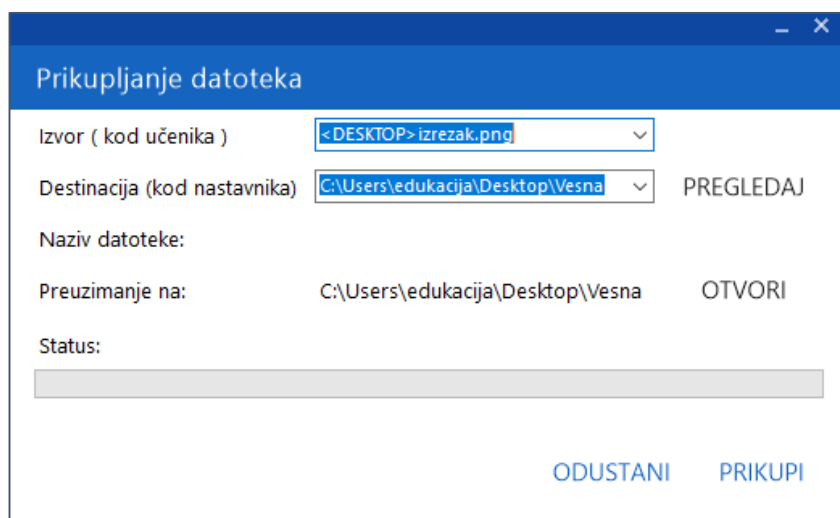 Prikupljanje datoteka
Izvor ( kod učenika ) <DESKTOP>izrezak.png
Destinacija (kod nastavnika) C:\Users\edukacija\Desktop\Vesna PREGLEDAJ
Naziv datoteke:
Preuzimanje na: C:\Users\edukacija\Desktop\Vesna OTVORI
Status:
ODUSTANI PRIKUPI